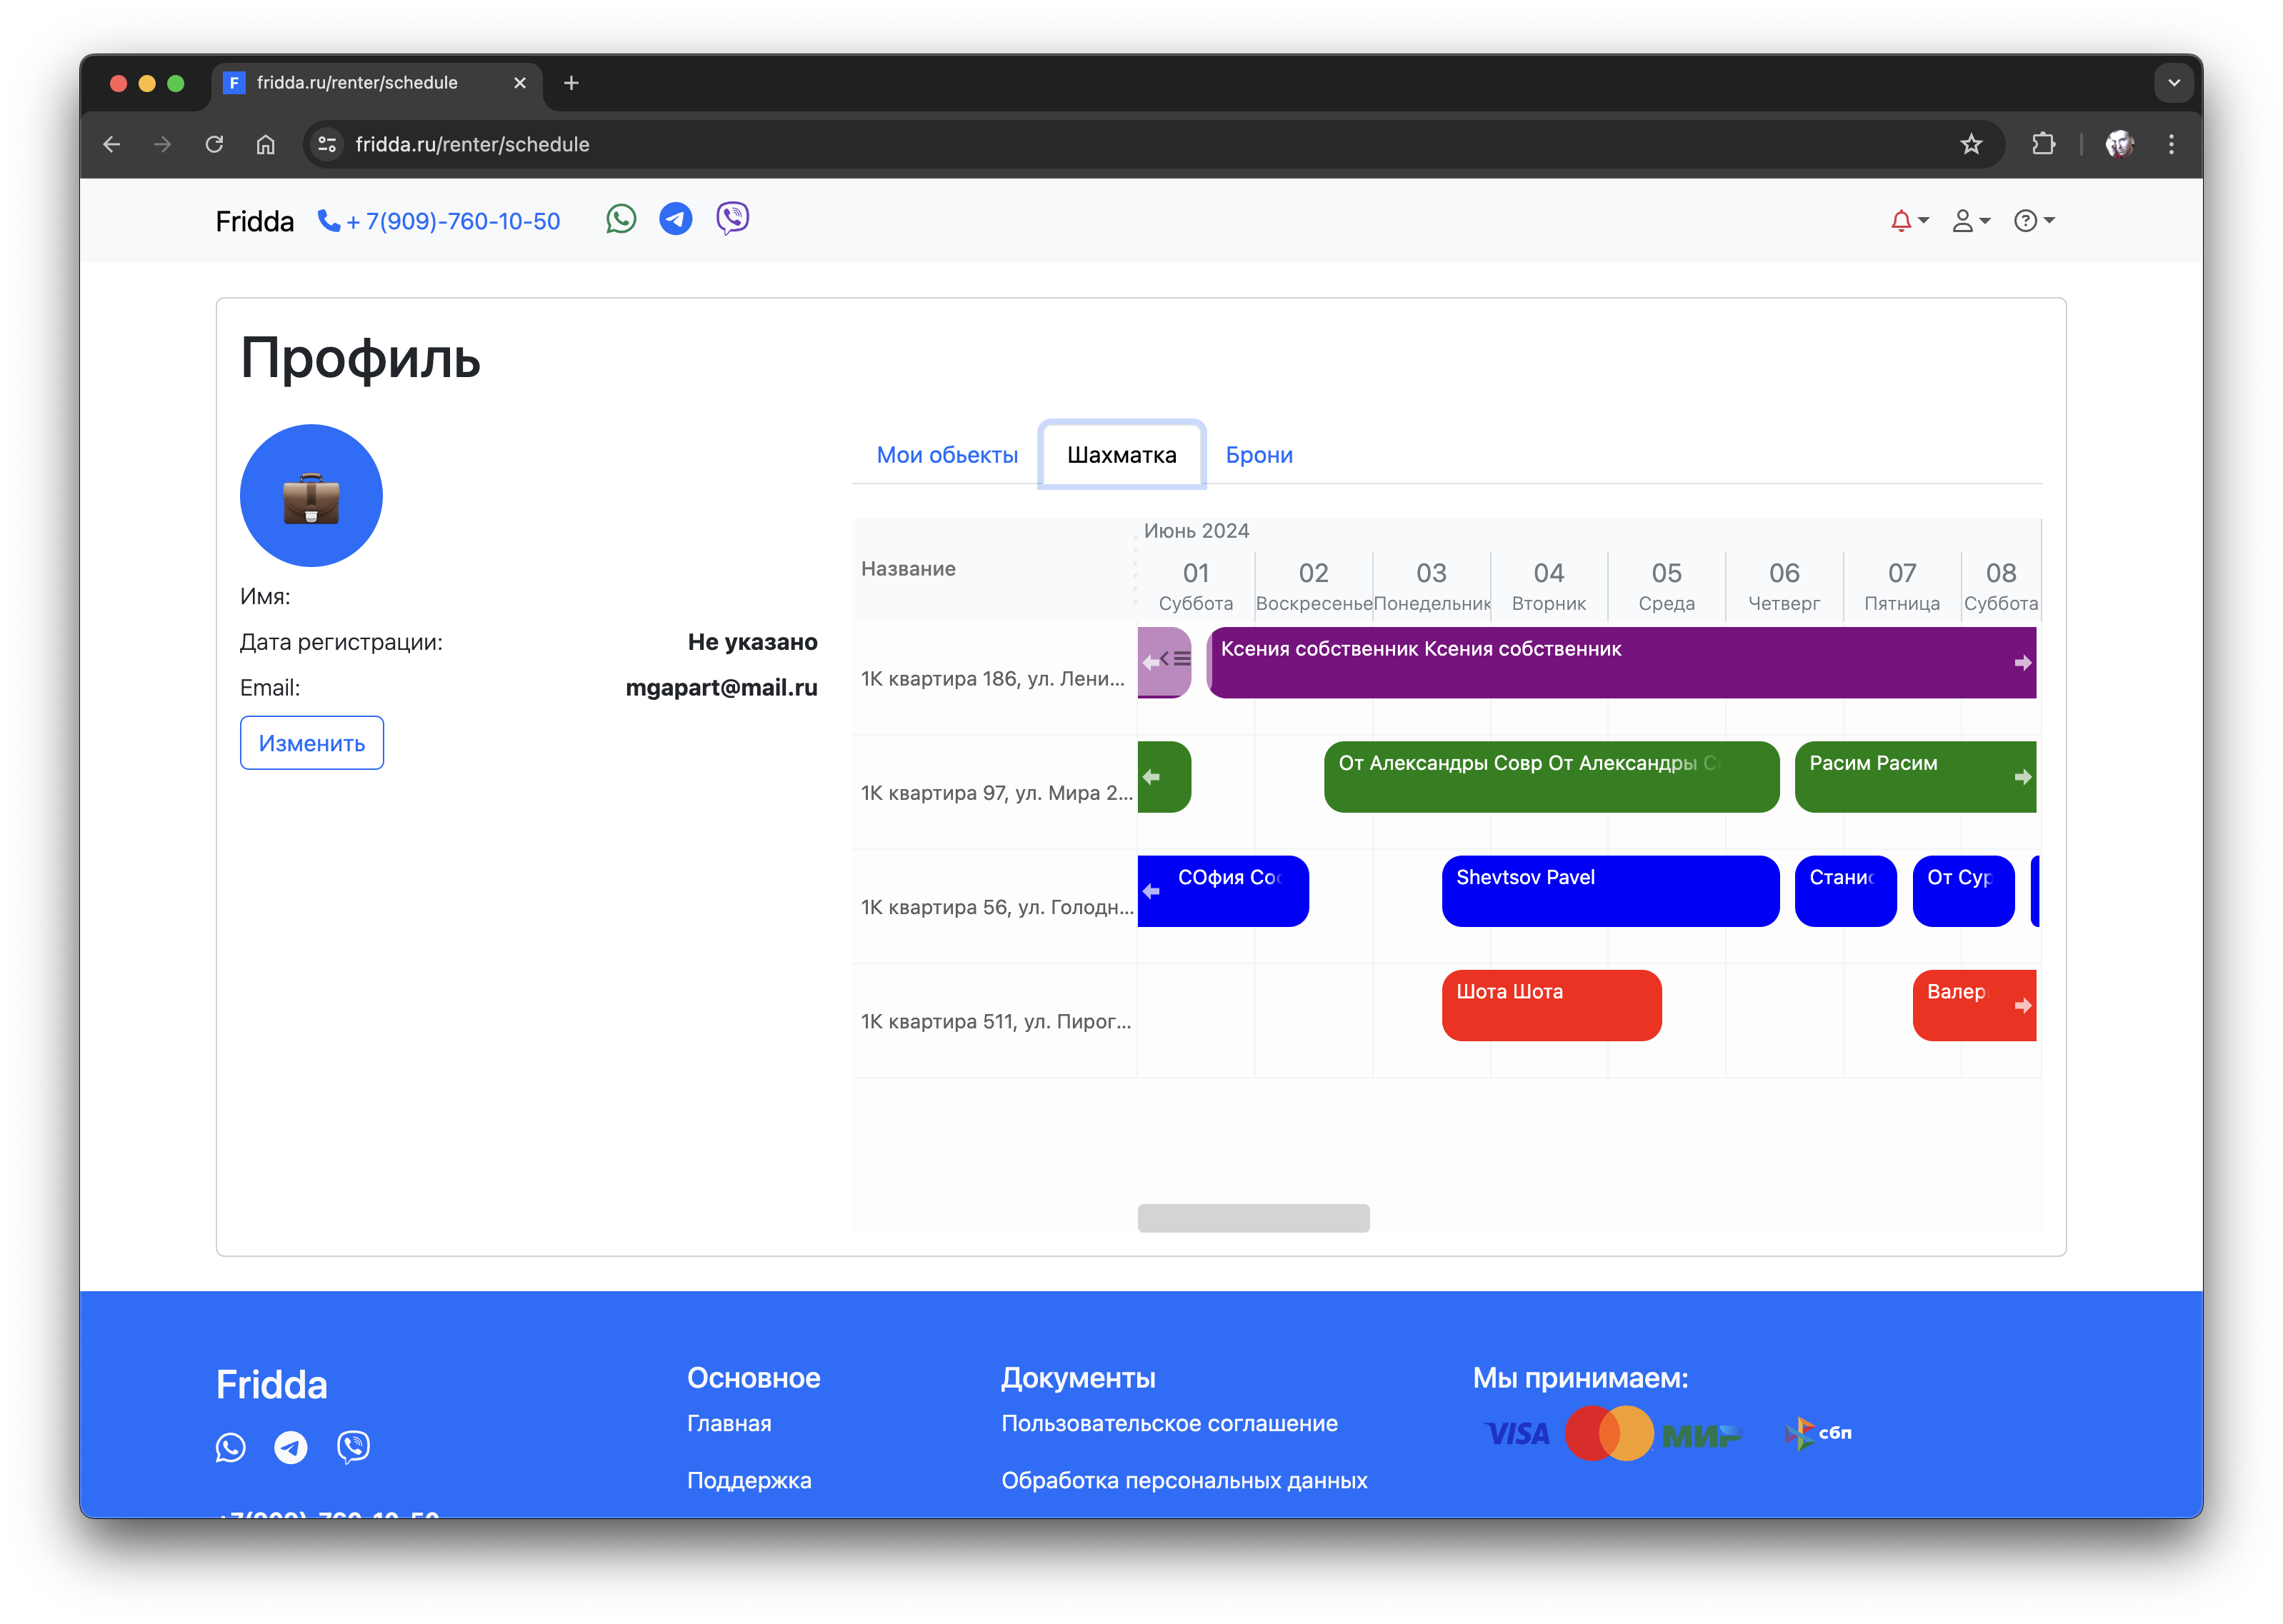 fridda.ru/renter/schedule
fridda.ru/renter/schedule
Fridda + 7(909)-760-10-50
Профиль
Имя:
Дата регистрации: Не указано
Email: mgapart@mail.ru
Изменить
Мои обьекты Шахматка Брони
Июнь 2024
Название
01 02 03 04 05 06 07 08
Суббота Воскресенье Понедельник Вторник Среда Четверг Пятница Суббота
1К квартира 186, ул. Лени...
Ксения собственник Ксения собственник
1К квартира 97, ул. Мира 2...
От Александры Совр От Александры
Расим Расим
1К квартира 56, ул. Голодн...
СОфия
Shevtsov Pavel
От
1К квартира 511, ул. Пирог...
Шота Шота
Fridda
+7(909)-760-10-50
Основное
Главная
Поддержка
Документы
Пользовательское соглашение
Обработка персональных данных
Мы принимаем:
VISA МИР сбп